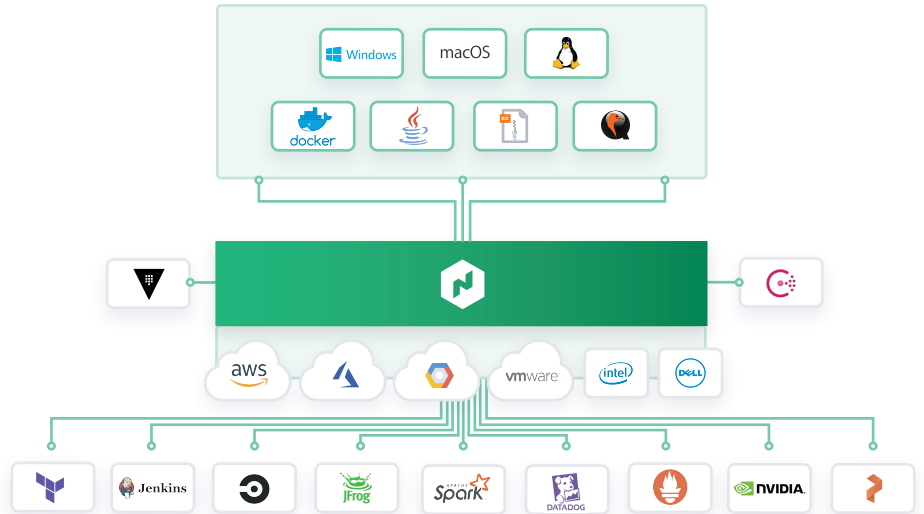 Windows
macOS
docker
aws
vmware
intel
DELL
Jenkins
JFrog
APACHE
Spark
DATADOG
NVIDIA.